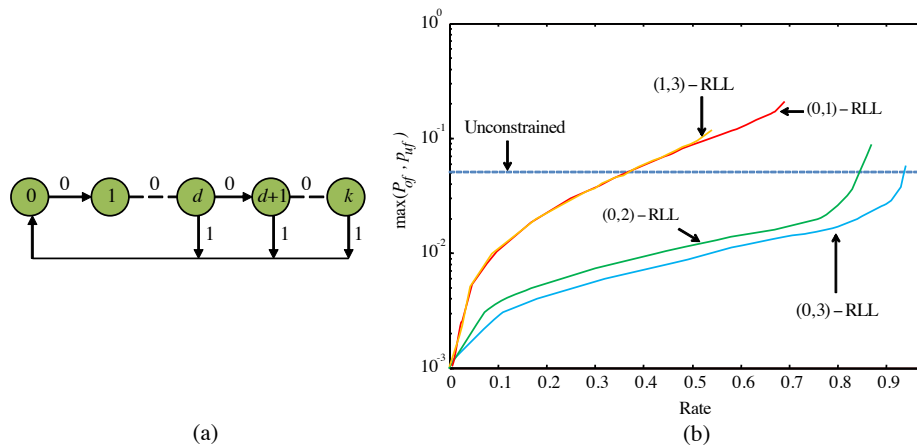 0 0 1 0 d 0 d+1 0 k
1 1 1
(a)
10^0
10^-1
10^-2
10^-3
max(P_of , p_uf)
(1,3) – RLL
(0,1) – RLL
Unconstrained
(0,2) – RLL
(0,3) – RLL
0 0.1 0.2 0.3 0.4 0.5 0.6 0.7 0.8 0.9
Rate
(b)